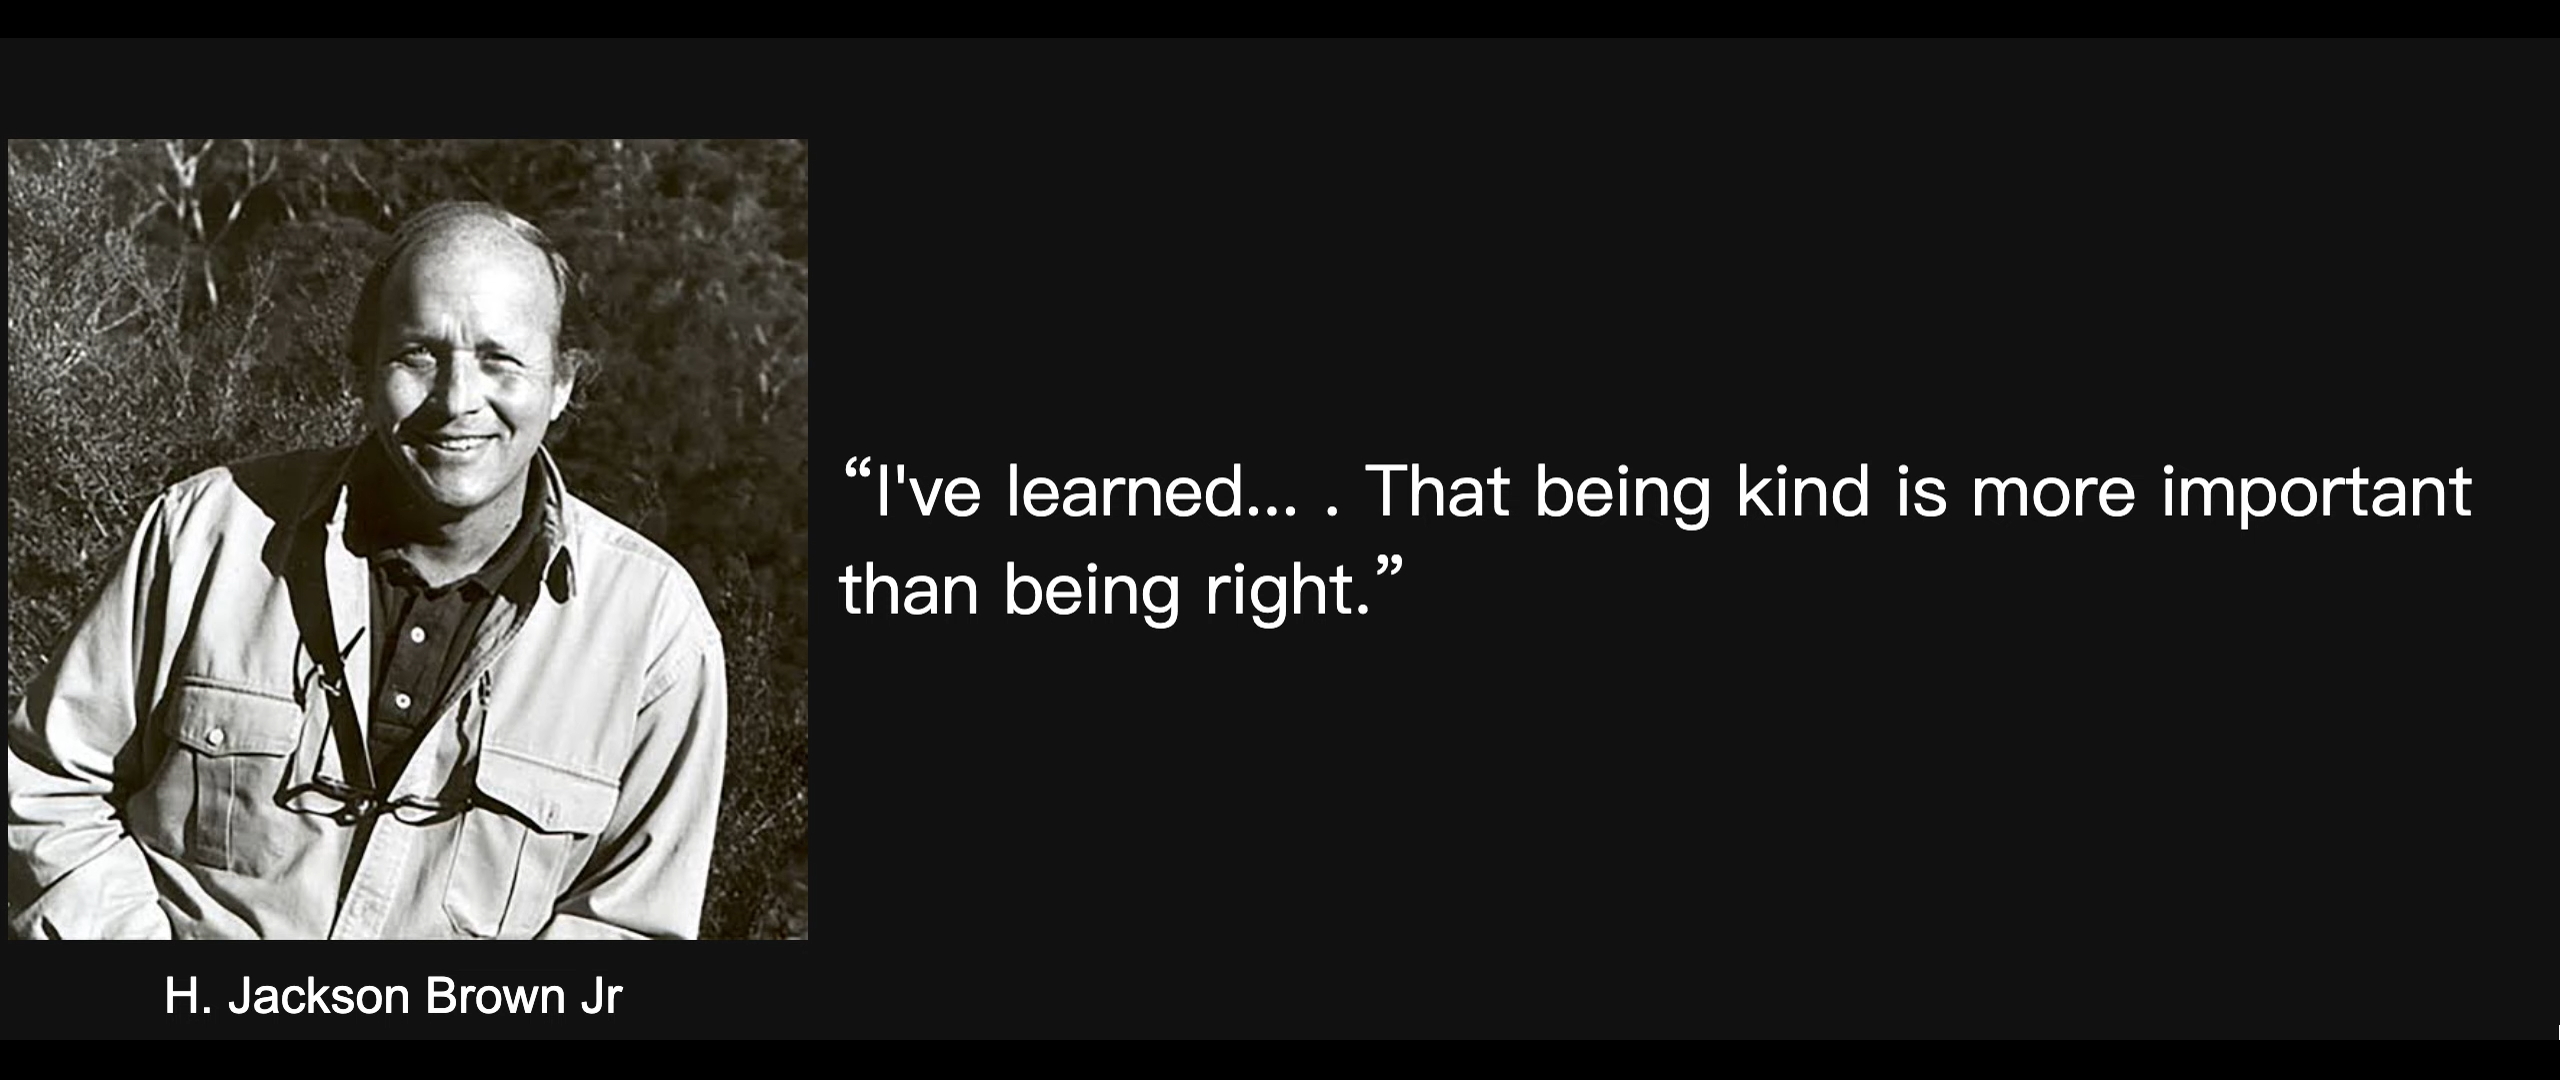 “I've learned... . That being kind is more important
than being right.”
H. Jackson Brown Jr